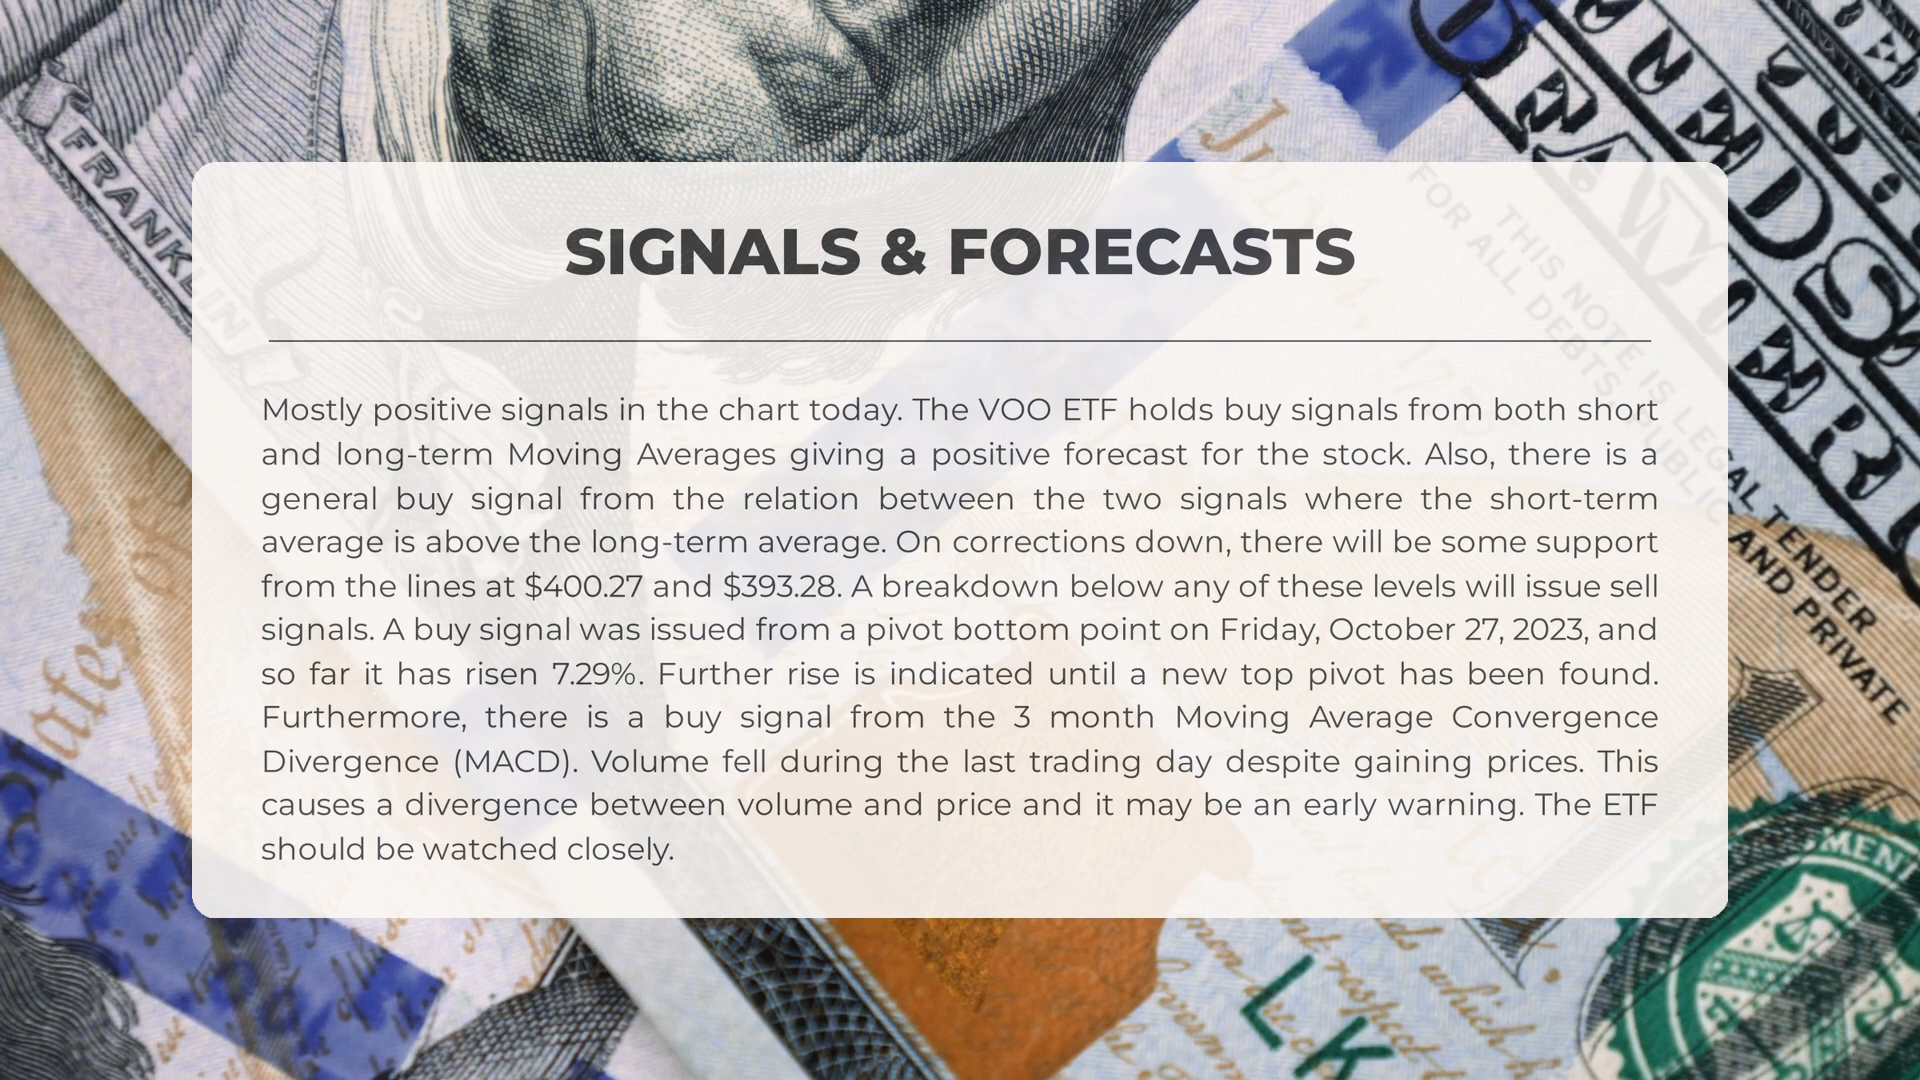 FRANKLIN
JULY 4, 177
THIS NOTE IS LEGAL TENDER
FOR ALL DEBTS, PUBLIC AND PRIVATE
SIGNALS & FORECASTS
Mostly positive signals in the chart today. The VOO ETF holds buy signals from both short
and long-term Moving Averages giving a positive forecast for the stock. Also, there is a
general buy signal from the relation between the two signals where the short-term
average is above the long-term average. On corrections down, there will be some support
from the lines at $400.27 and $393.28. A breakdown below any of these levels will issue sell
signals. A buy signal was issued from a pivot bottom point on Friday, October 27, 2023, and
so far it has risen 7.29%. Further rise is indicated until a new top pivot has been found.
Furthermore, there is a buy signal from the 3 month Moving Average Convergence
Divergence (MACD). Volume fell during the last trading day despite gaining prices. This
causes a divergence between volume and price and it may be an early warning. The ETF
should be watched closely.
LK